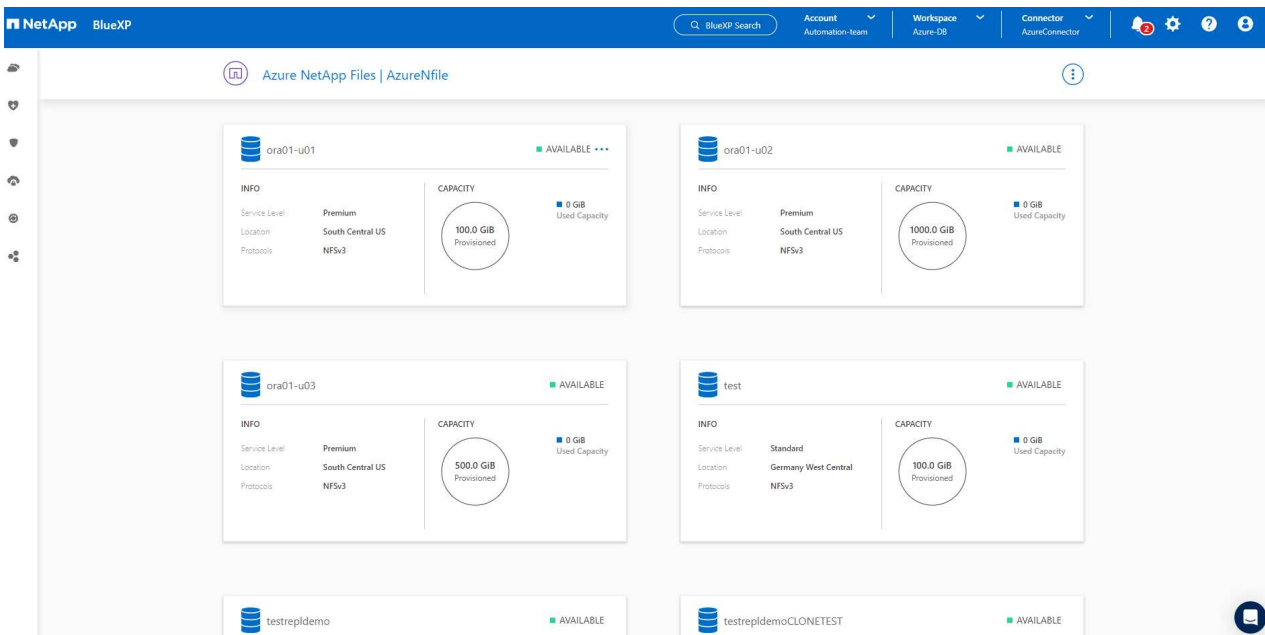 NetApp BlueXP
BlueXP Search
Account
Automation-team
Workspace
Azure-DB
Connector
AzureConnector
2
Azure NetApp Files | AzureNfile
ora01-u01
AVAILABLE
INFO
Service Level Premium
Location South Central US
Protocols NFSv3
CAPACITY
100.0 GiB
Provisioned
0 GiB
Used Capacity
ora01-u02
AVAILABLE
INFO
Service Level Premium
Location South Central US
Protocols NFSv3
CAPACITY
1000.0 GiB
Provisioned
0 GiB
Used Capacity
ora01-u03
AVAILABLE
INFO
Service Level Premium
Location South Central US
Protocols NFSv3
CAPACITY
500.0 GiB
Provisioned
0 GiB
Used Capacity
test
AVAILABLE
INFO
Service Level Standard
Location Germany West Central
Protocols NFSv3
CAPACITY
100.0 GiB
Provisioned
0 GiB
Used Capacity
testrepldemo
AVAILABLE
testrepldemoCLONETEST
AVAILABLE